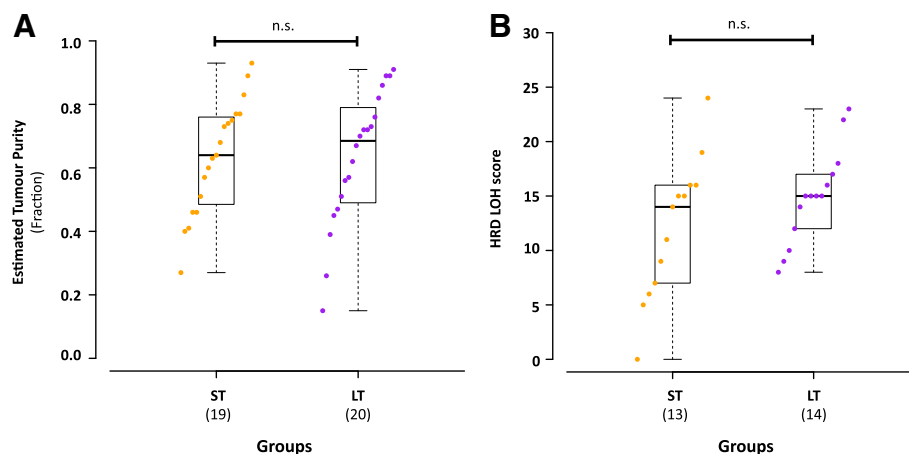 A
n.s.
Estimated Tumour Purity
(Fraction)
1.0
0.8
0.6
0.4
0.2
0.0
ST
(19)
LT
(20)
Groups
B
n.s.
HRD LOH score
30
25
20
15
10
5
0
ST
(13)
LT
(14)
Groups